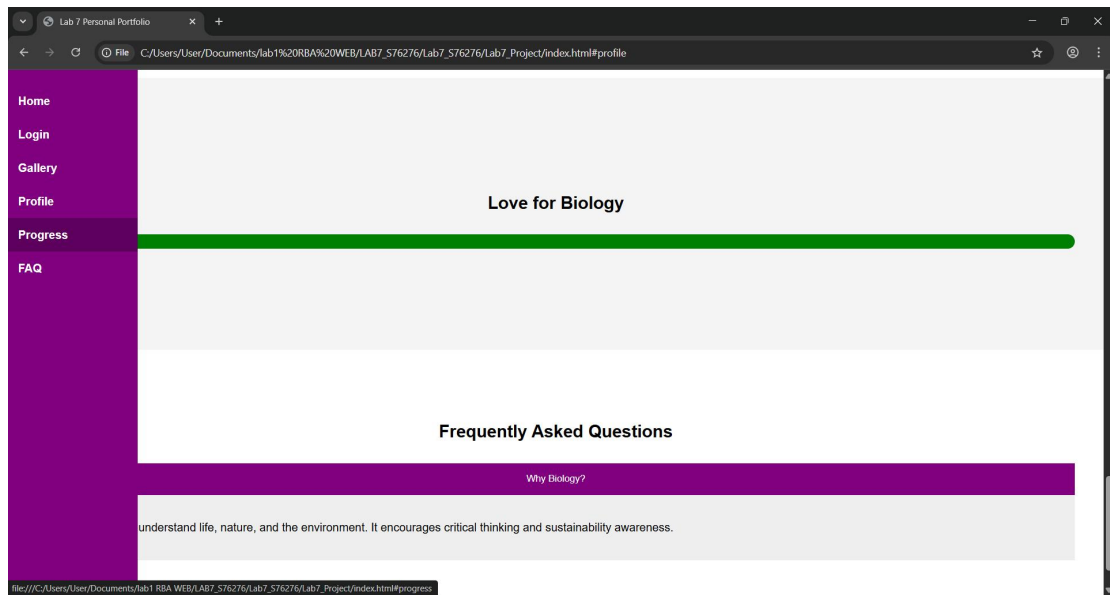 Lab 7 Personal Portfolio
File C:/Users/User/Documents/lab1%20RBA%20WEB/LAB7_S76276/Lab7_S76276/Lab7_Project/index.html#profile
Home
Login
Gallery
Profile
Progress
FAQ
Love for Biology
Frequently Asked Questions
Why Biology?
understand life, nature, and the environment. It encourages critical thinking and sustainability awareness.
file:///C:/Users/User/Documents/lab1 RBA WEB/LAB7_S76276/Lab7_S76276/Lab7_Project/index.html#progress